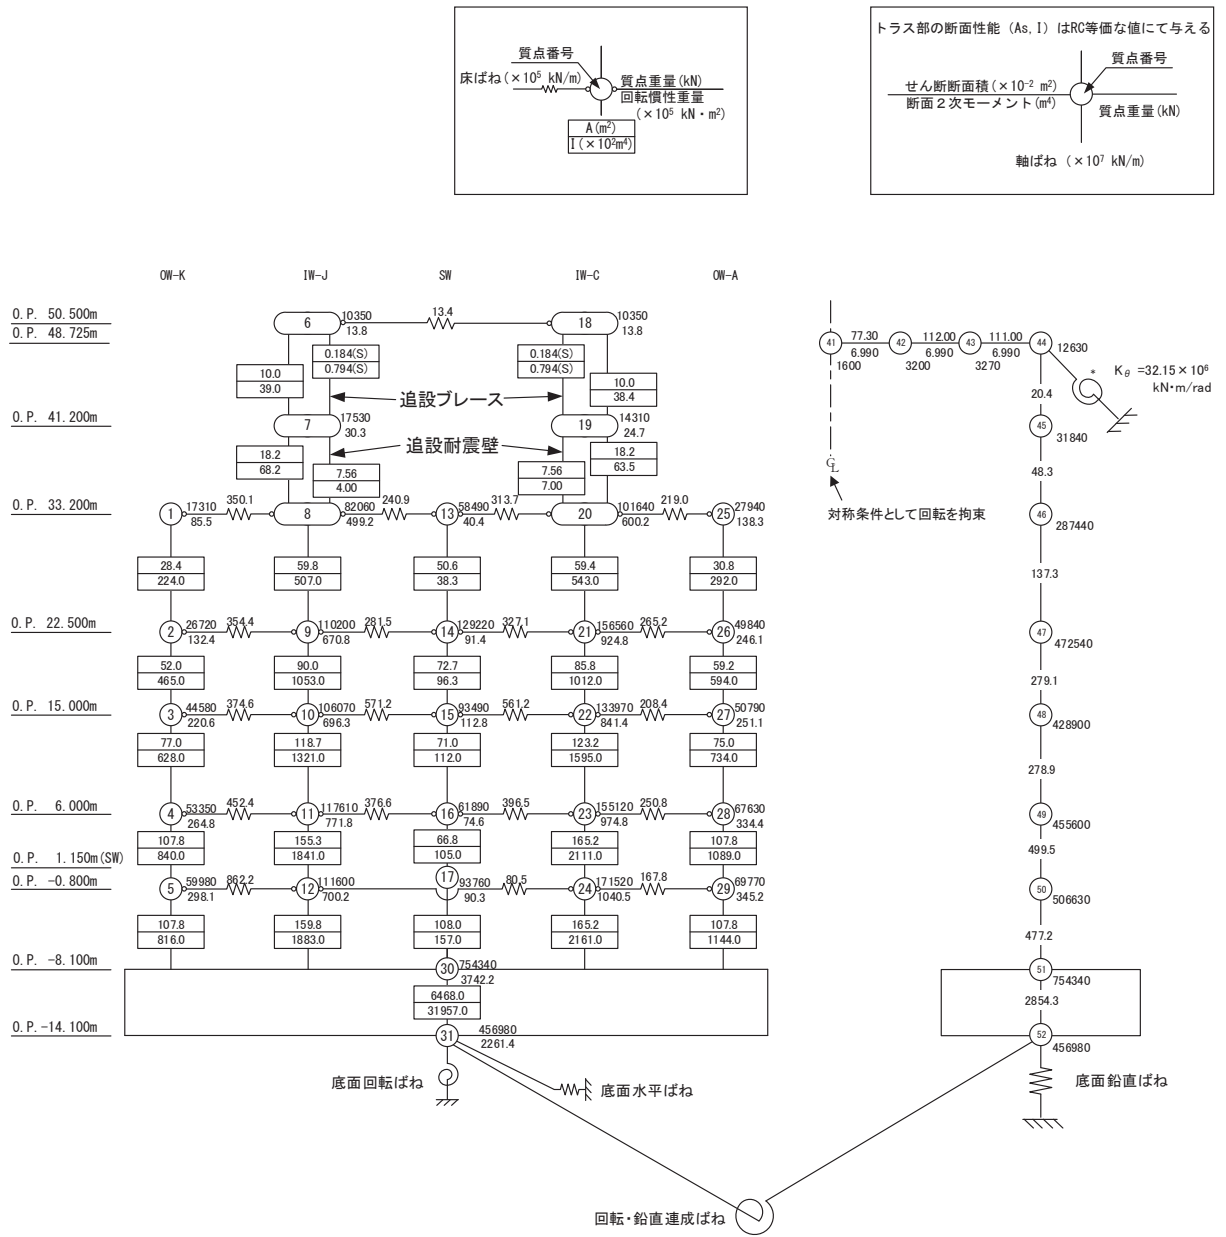 質点番号
床ばね(×10⁵ kN/m)
質点重量(kN)
回転慣性重量
(×10⁵ kN・m²)
A(m²)
I(×10²m⁴)
トラス部の断面性能（As, I）はRC等価な値にて与える
質点番号
せん断断面積(×10⁻² m²)
断面２次モーメント(m⁴)
質点重量(kN)
軸ばね（×10⁷ kN/m）
OW-K IW-J SW IW-C OW-A
O.P. 50.500m
6 10350 13.4 18 10350
13.8 13.8
O.P. 48.725m
0.184(S) 0.184(S)
0.794(S) 0.794(S)
10.0 10.0
39.0 38.4
追設ブレース
O.P. 41.200m
7 17530 19 14310
30.3 24.7
追設耐震壁
18.2 18.2
68.2 63.5
7.56 7.56
4.00 7.00
O.P. 33.200m
1 17310 350.1 8 82060 240.9 13 58490 313.7 20 101640 219.0 25 27940
85.5 499.2 40.4 600.2 138.3
28.4 59.8 50.6 59.4 30.8
224.0 507.0 38.3 543.0 292.0
O.P. 22.500m
2 26720 354.4 9 110200 281.5 14 129220 327.1 21 156560 265.2 26 49840
132.4 670.8 91.4 924.8 246.1
52.0 90.0 72.7 85.8 59.2
465.0 1053.0 96.3 1012.0 594.0
O.P. 15.000m
3 44580 374.6 10 106070 571.2 15 93490 561.2 22 133970 208.4 27 50790
220.6 696.3 112.8 841.4 251.1
77.0 118.7 71.0 123.2 75.0
628.0 1321.0 112.0 1595.0 734.0
O.P. 6.000m
4 53350 452.4 11 117610 376.6 16 61890 396.5 23 155120 250.8 28 67630
264.8 771.8 74.6 974.8 334.4
107.8 155.3 66.8 165.2 107.8
840.0 1841.0 105.0 2111.0 1089.0
O.P. 1.150m(SW)
17
O.P. -0.800m
5 59980 862.2 12 111600 93760 80.5 24 171520 167.8 29 69770
298.1 700.2 90.3 1040.5 345.2
107.8 159.8 108.0 165.2 107.8
816.0 1883.0 157.0 2161.0 1144.0
O.P. -8.100m
30 754340
3742.2
6468.0
31957.0
O.P.-14.100m
31 456980
2261.4
底面回転ばね
底面水平ばね
41 77.30 42 112.00 43 111.00 44
6.990 6.990 6.990
1600 3200 3270 12630
* Kθ =32.15×10⁶
kN・m/rad
20.4
45
31840
48.3
CL
対称条件として回転を拘束
46
287440
137.3
47
472540
279.1
48
428900
278.9
49
455600
499.5
50
506630
477.2
51
754340
2854.3
52
456980
底面鉛直ばね
回転・鉛直連成ばね